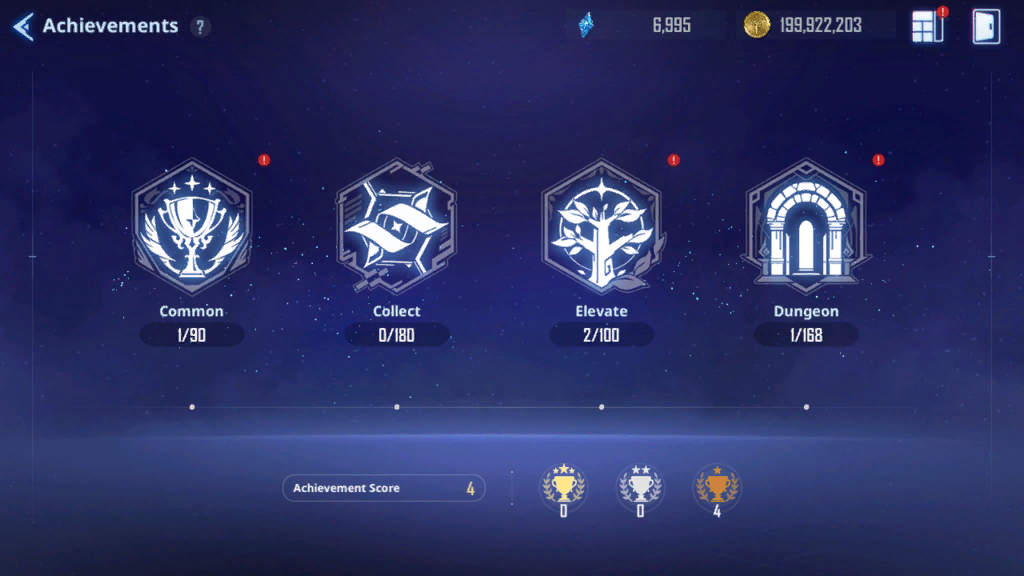 Achievements ?
6,995
199,922,203
!
!
!
!
Common
Collect
Elevate
Dungeon
1/90
0/180
2/100
1/168
Achievement Score 4
0
0
4